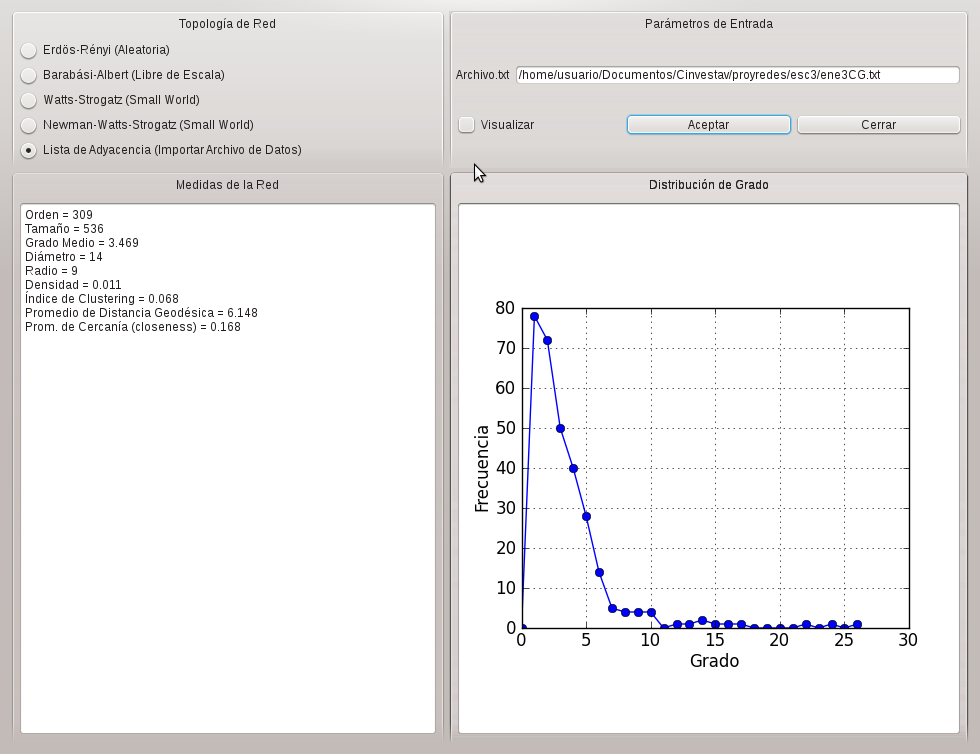 Topología de Red
Erdös-Rényi (Aleatoria)
Barabási-Albert (Libre de Escala)
Watts-Strogatz (Small World)
Newman-Watts-Strogatz (Small World)
Lista de Adyacencia (Importar Archivo de Datos)
Parámetros de Entrada
Archivo.txt /home/usuario/Documentos/Cinvestav/proyredes/esc3/ene3CG.txt
Visualizar Aceptar Cerrar
Medidas de la Red
Orden = 309
Tamaño = 536
Grado Medio = 3.469
Diámetro = 14
Radio = 9
Densidad = 0.011
Índice de Clustering = 0.068
Promedio de Distancia Geodésica = 6.148
Prom. de Cercanía (closeness) = 0.168
Distribución de Grado
80
70
60
50
40
30
20
10
0
Frecuencia
0 5 10 15 20 25 30
Grado